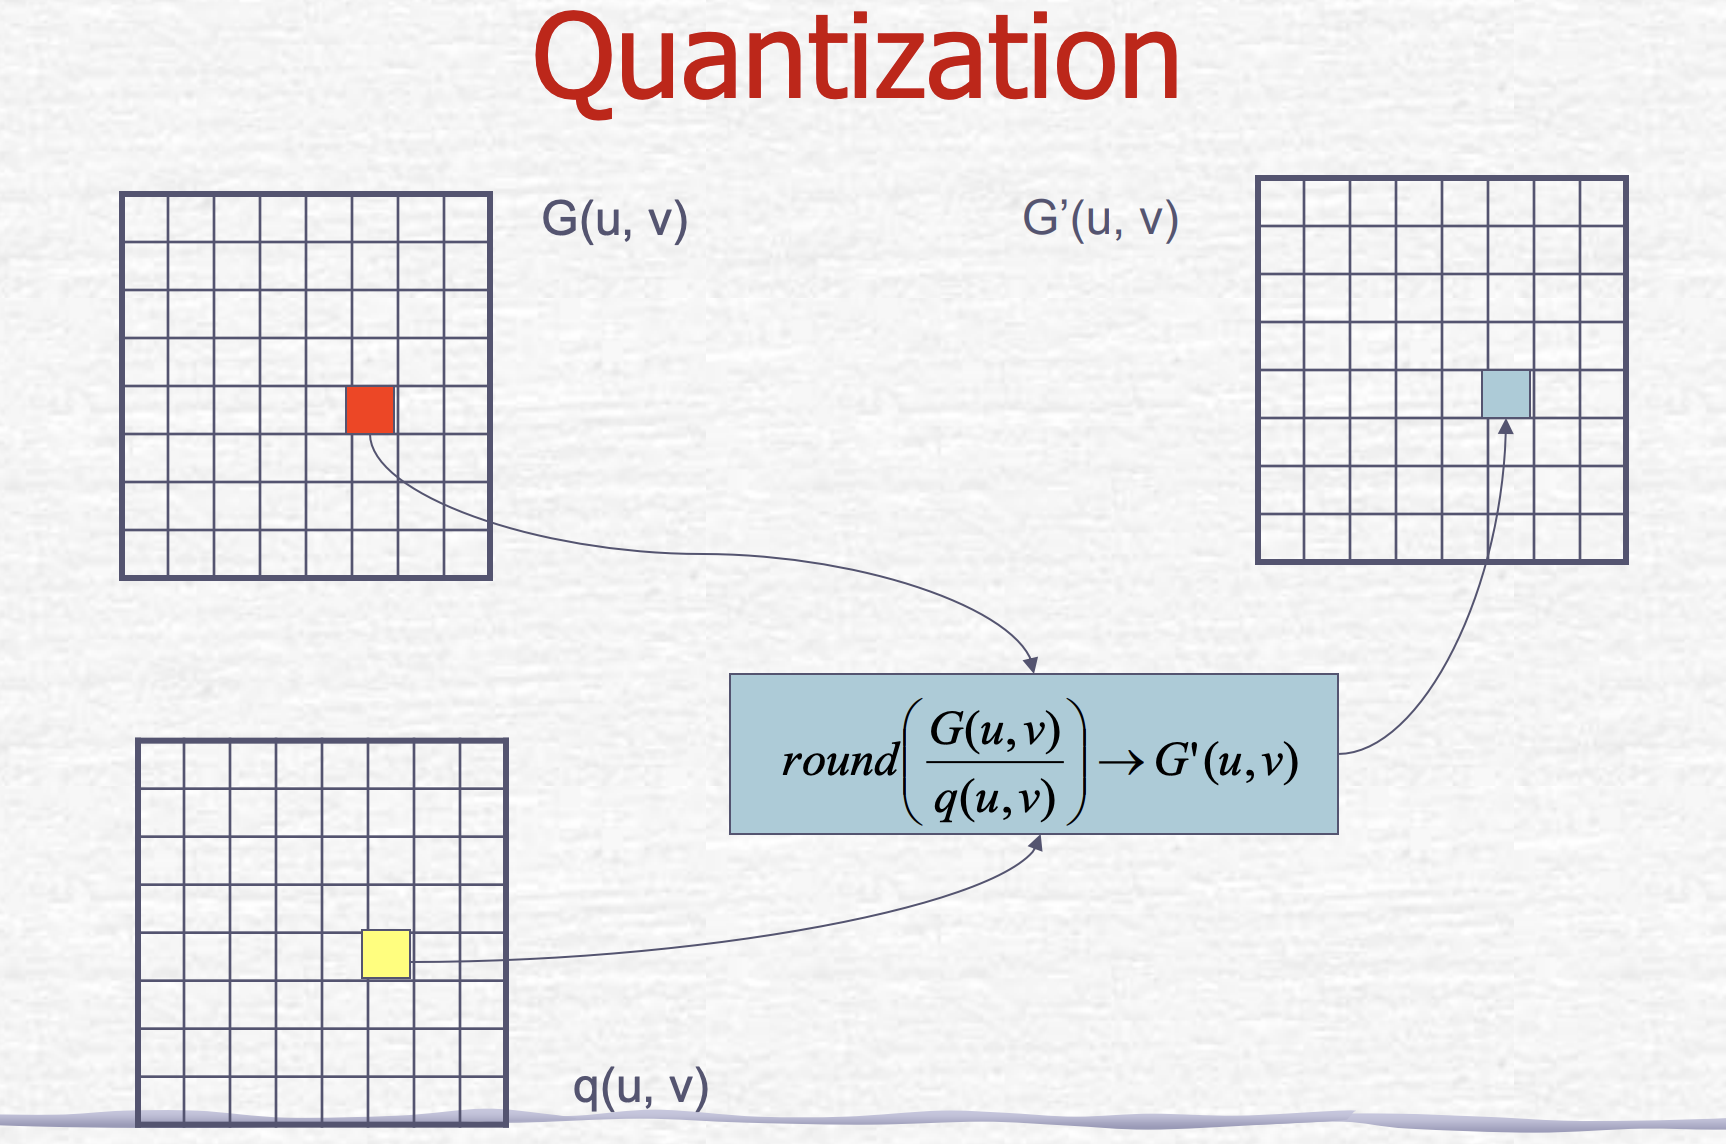 Quantization
G(u, v)
G’(u, v)
round(G(u,v)/q(u,v)) → G'(u,v)
q(u, v)